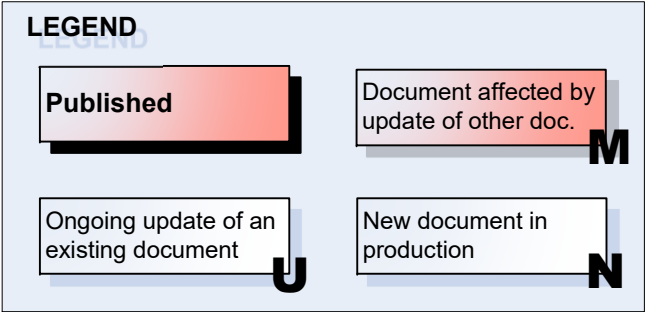 LEGEND
Published
Document affected by
update of other doc.
M
Ongoing update of an
existing document
U
New document in
production
N